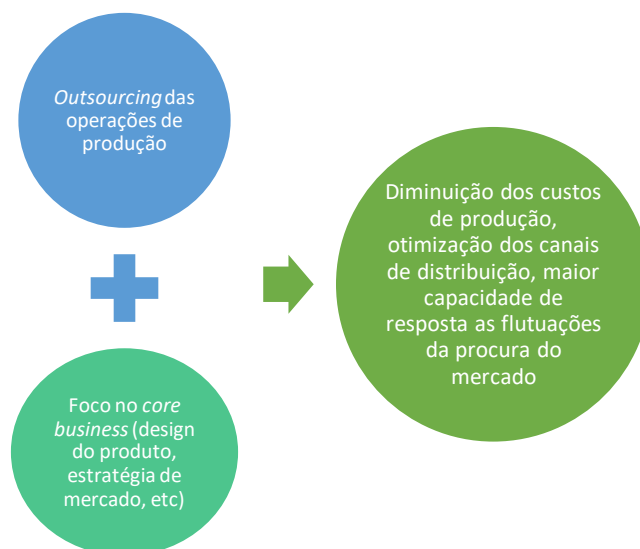 Outsourcing das
operações de
produção
Foco no core
business (design
do produto,
estratégia de
mercado, etc)
Diminuição dos custos
de produção,
otimização dos canais
de distribuição, maior
capacidade de
resposta as flutuações
da procura do
mercado